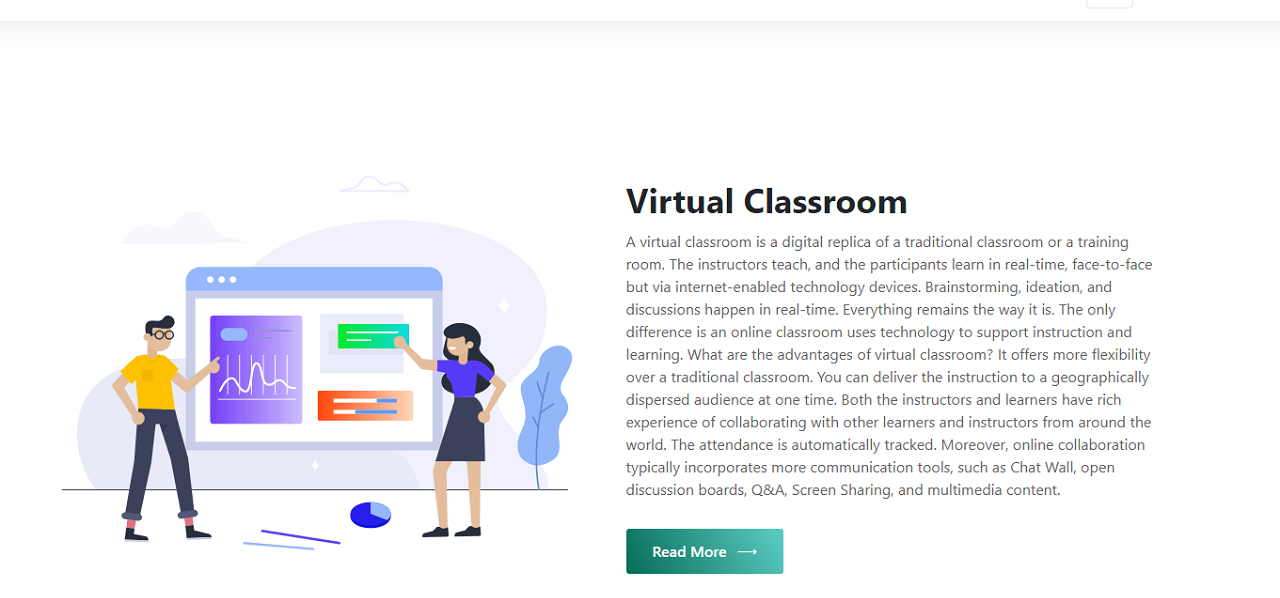 Virtual Classroom
A virtual classroom is a digital replica of a traditional classroom or a training
room. The instructors teach, and the participants learn in real-time, face-to-face
but via internet-enabled technology devices. Brainstorming, ideation, and
discussions happen in real-time. Everything remains the way it is. The only
difference is an online classroom uses technology to support instruction and
learning. What are the advantages of virtual classroom? It offers more flexibility
over a traditional classroom. You can deliver the instruction to a geographically
dispersed audience at one time. Both the instructors and learners have rich
experience of collaborating with other learners and instructors from around the
world. The attendance is automatically tracked. Moreover, online collaboration
typically incorporates more communication tools, such as Chat Wall, open
discussion boards, Q&A, Screen Sharing, and multimedia content.
Read More